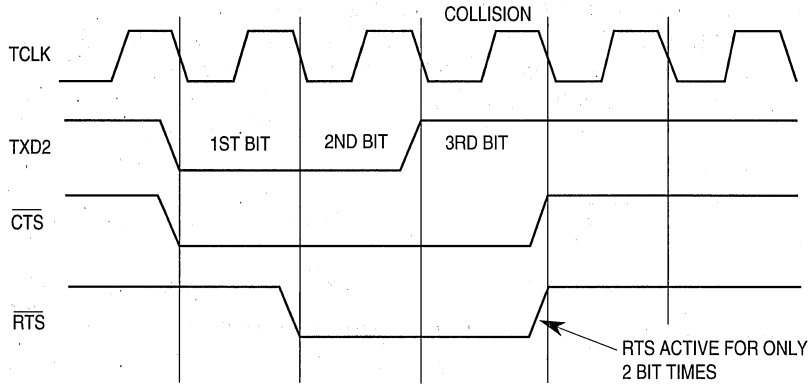 COLLISION
TCLK
TXD2 1ST BIT 2ND BIT 3RD BIT
CTS
RTS
RTS ACTIVE FOR ONLY
2 BIT TIMES